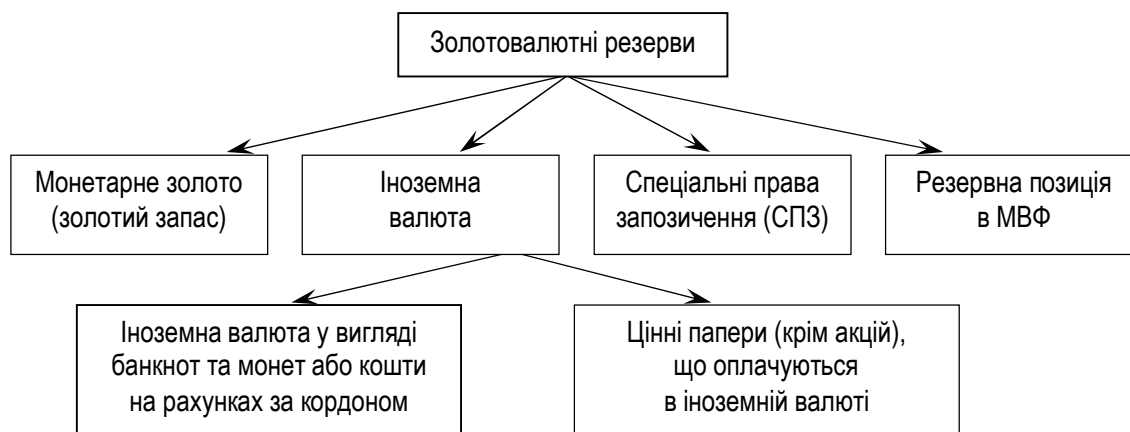 Золотовалютні резерви
Монетарне золото
(золотий запас)
Іноземна
валюта
Спеціальні права
запозичення (СПЗ)
Резервна позиція
в МВФ
Іноземна валюта у вигляді
банкнот та монет або кошти
на рахунках за кордоном
Цінні папери (крім акцій),
що оплачуються
в іноземній валюті